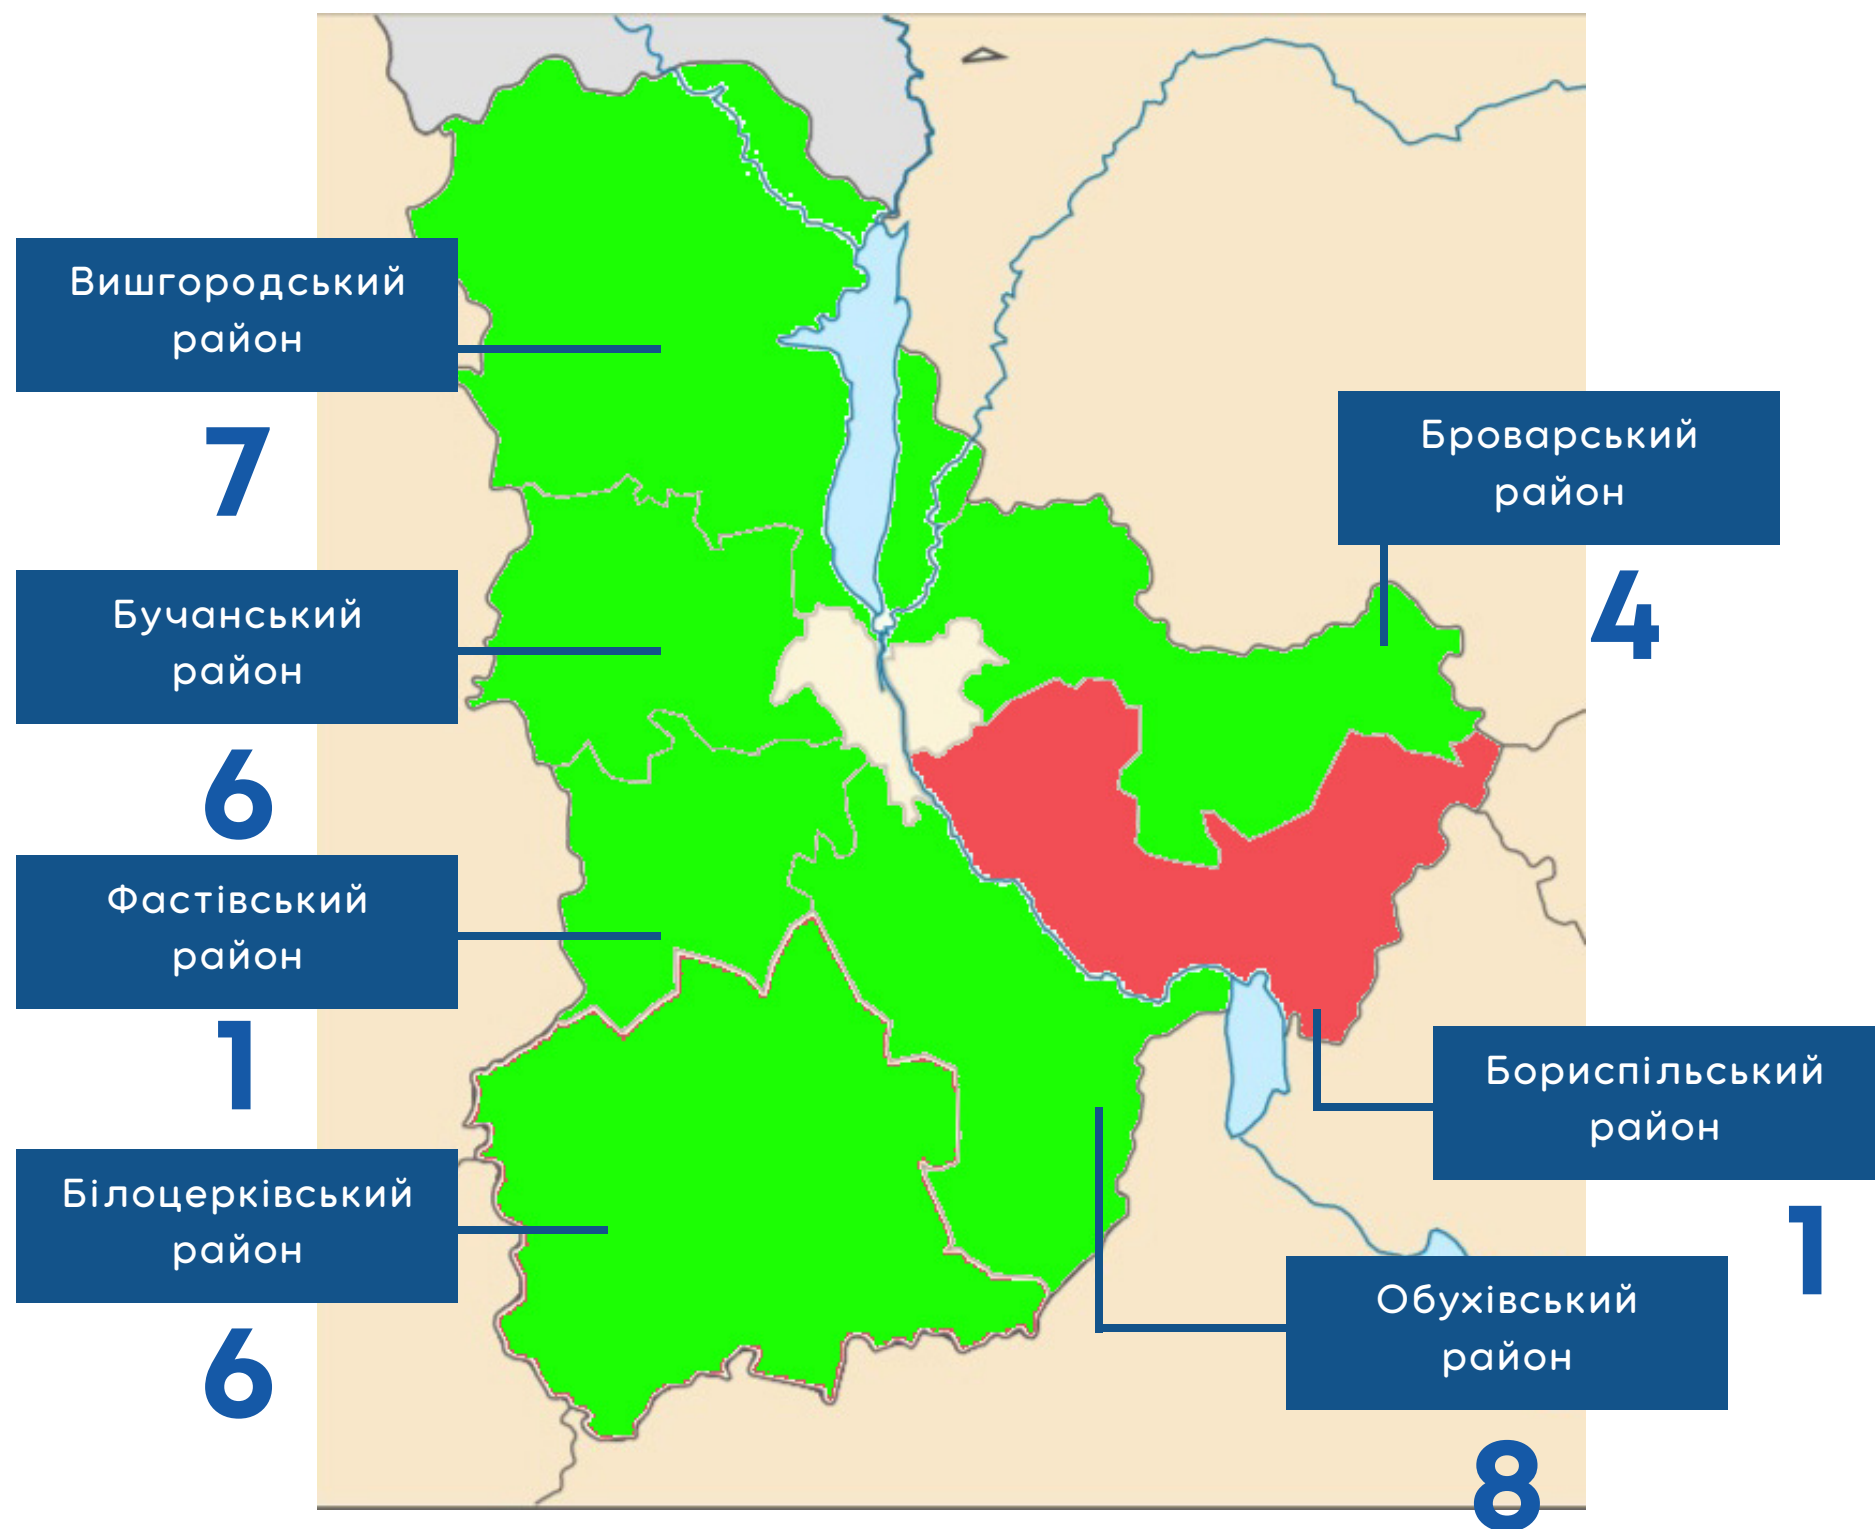 Вишгородський
район
7
Бучанський
район
6
Фастівський
район
1
Білоцерківський
район
6
Броварський
район
4
Бориспільський
район
1
Обухівський
район
8